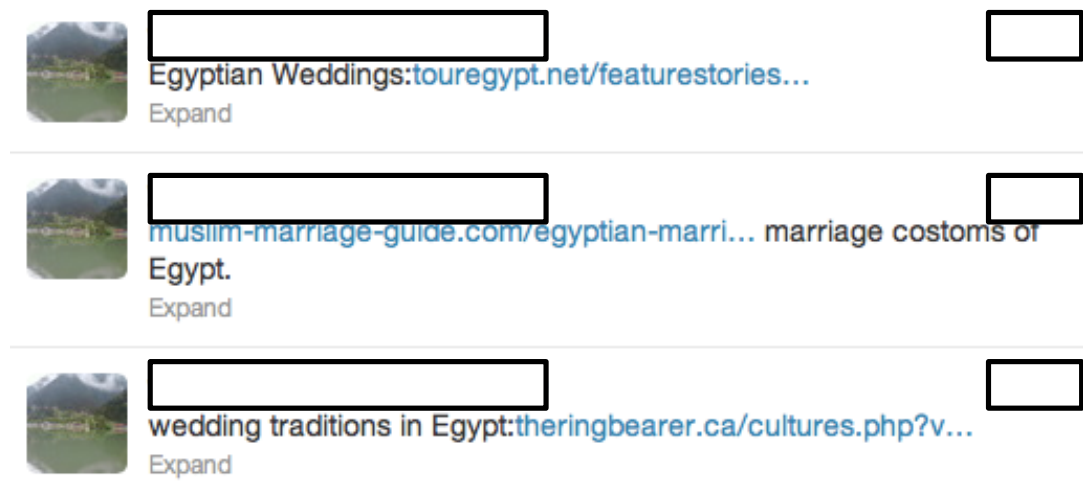 Egyptian Weddings:touregypt.net/featurestories…
Expand
muslim-marriage-guide.com/egyptian-marri… marriage costoms of
Egypt.
Expand
wedding traditions in Egypt:theringbearer.ca/cultures.php?v…
Expand